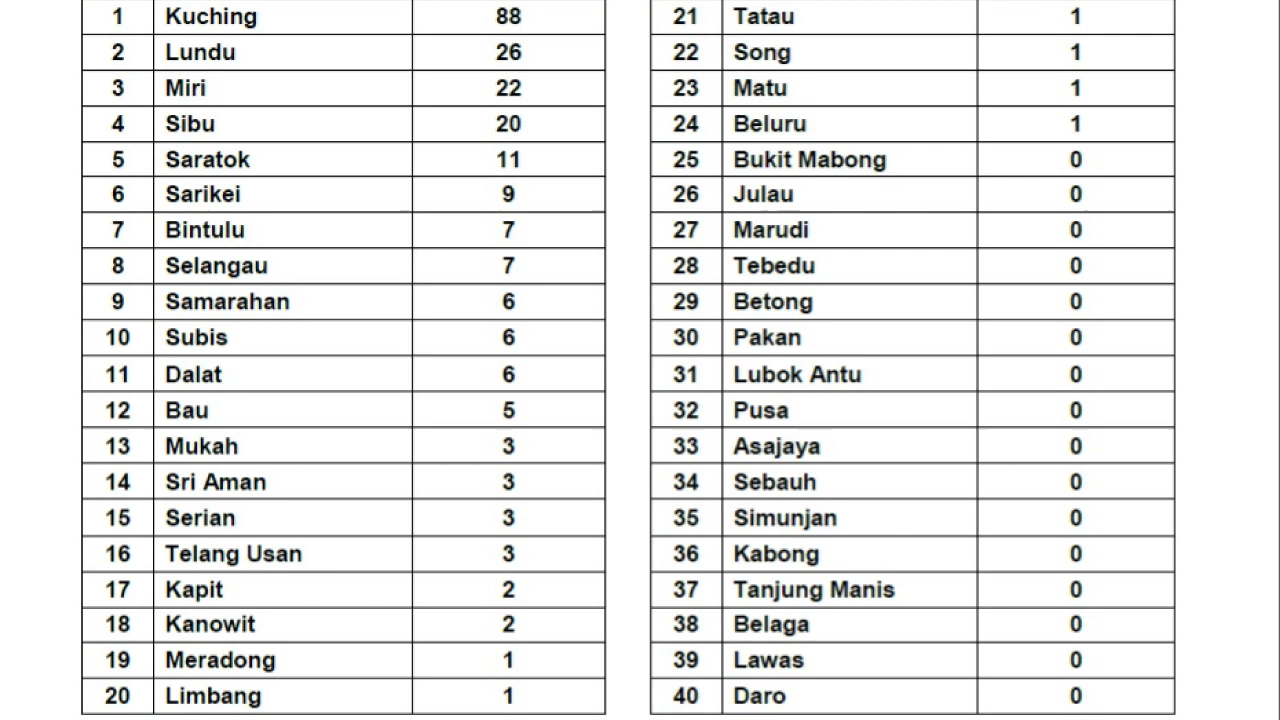 1 Kuching 88
2 Lundu 26
3 Miri 22
4 Sibu 20
5 Saratok 11
6 Sarikei 9
7 Bintulu 7
8 Selangau 7
9 Samarahan 6
10 Subis 6
11 Dalat 6
12 Bau 5
13 Mukah 3
14 Sri Aman 3
15 Serian 3
16 Telang Usan 3
17 Kapit 2
18 Kanowit 2
19 Meradong 1
20 Limbang 1
21 Tatau 1
22 Song 1
23 Matu 1
24 Beluru 1
25 Bukit Mabong 0
26 Julau 0
27 Marudi 0
28 Tebedu 0
29 Betong 0
30 Pakan 0
31 Lubok Antu 0
32 Pusa 0
33 Asajaya 0
34 Sebauh 0
35 Simunjan 0
36 Kabong 0
37 Tanjung Manis 0
38 Belaga 0
39 Lawas 0
40 Daro 0